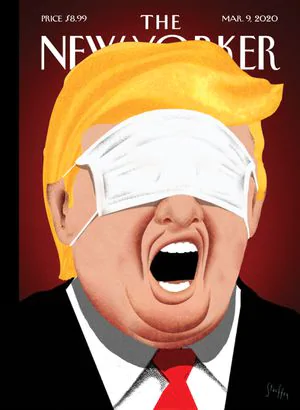 PRICE $8.99
THE
MAR. 9, 2020
NEW YORKER